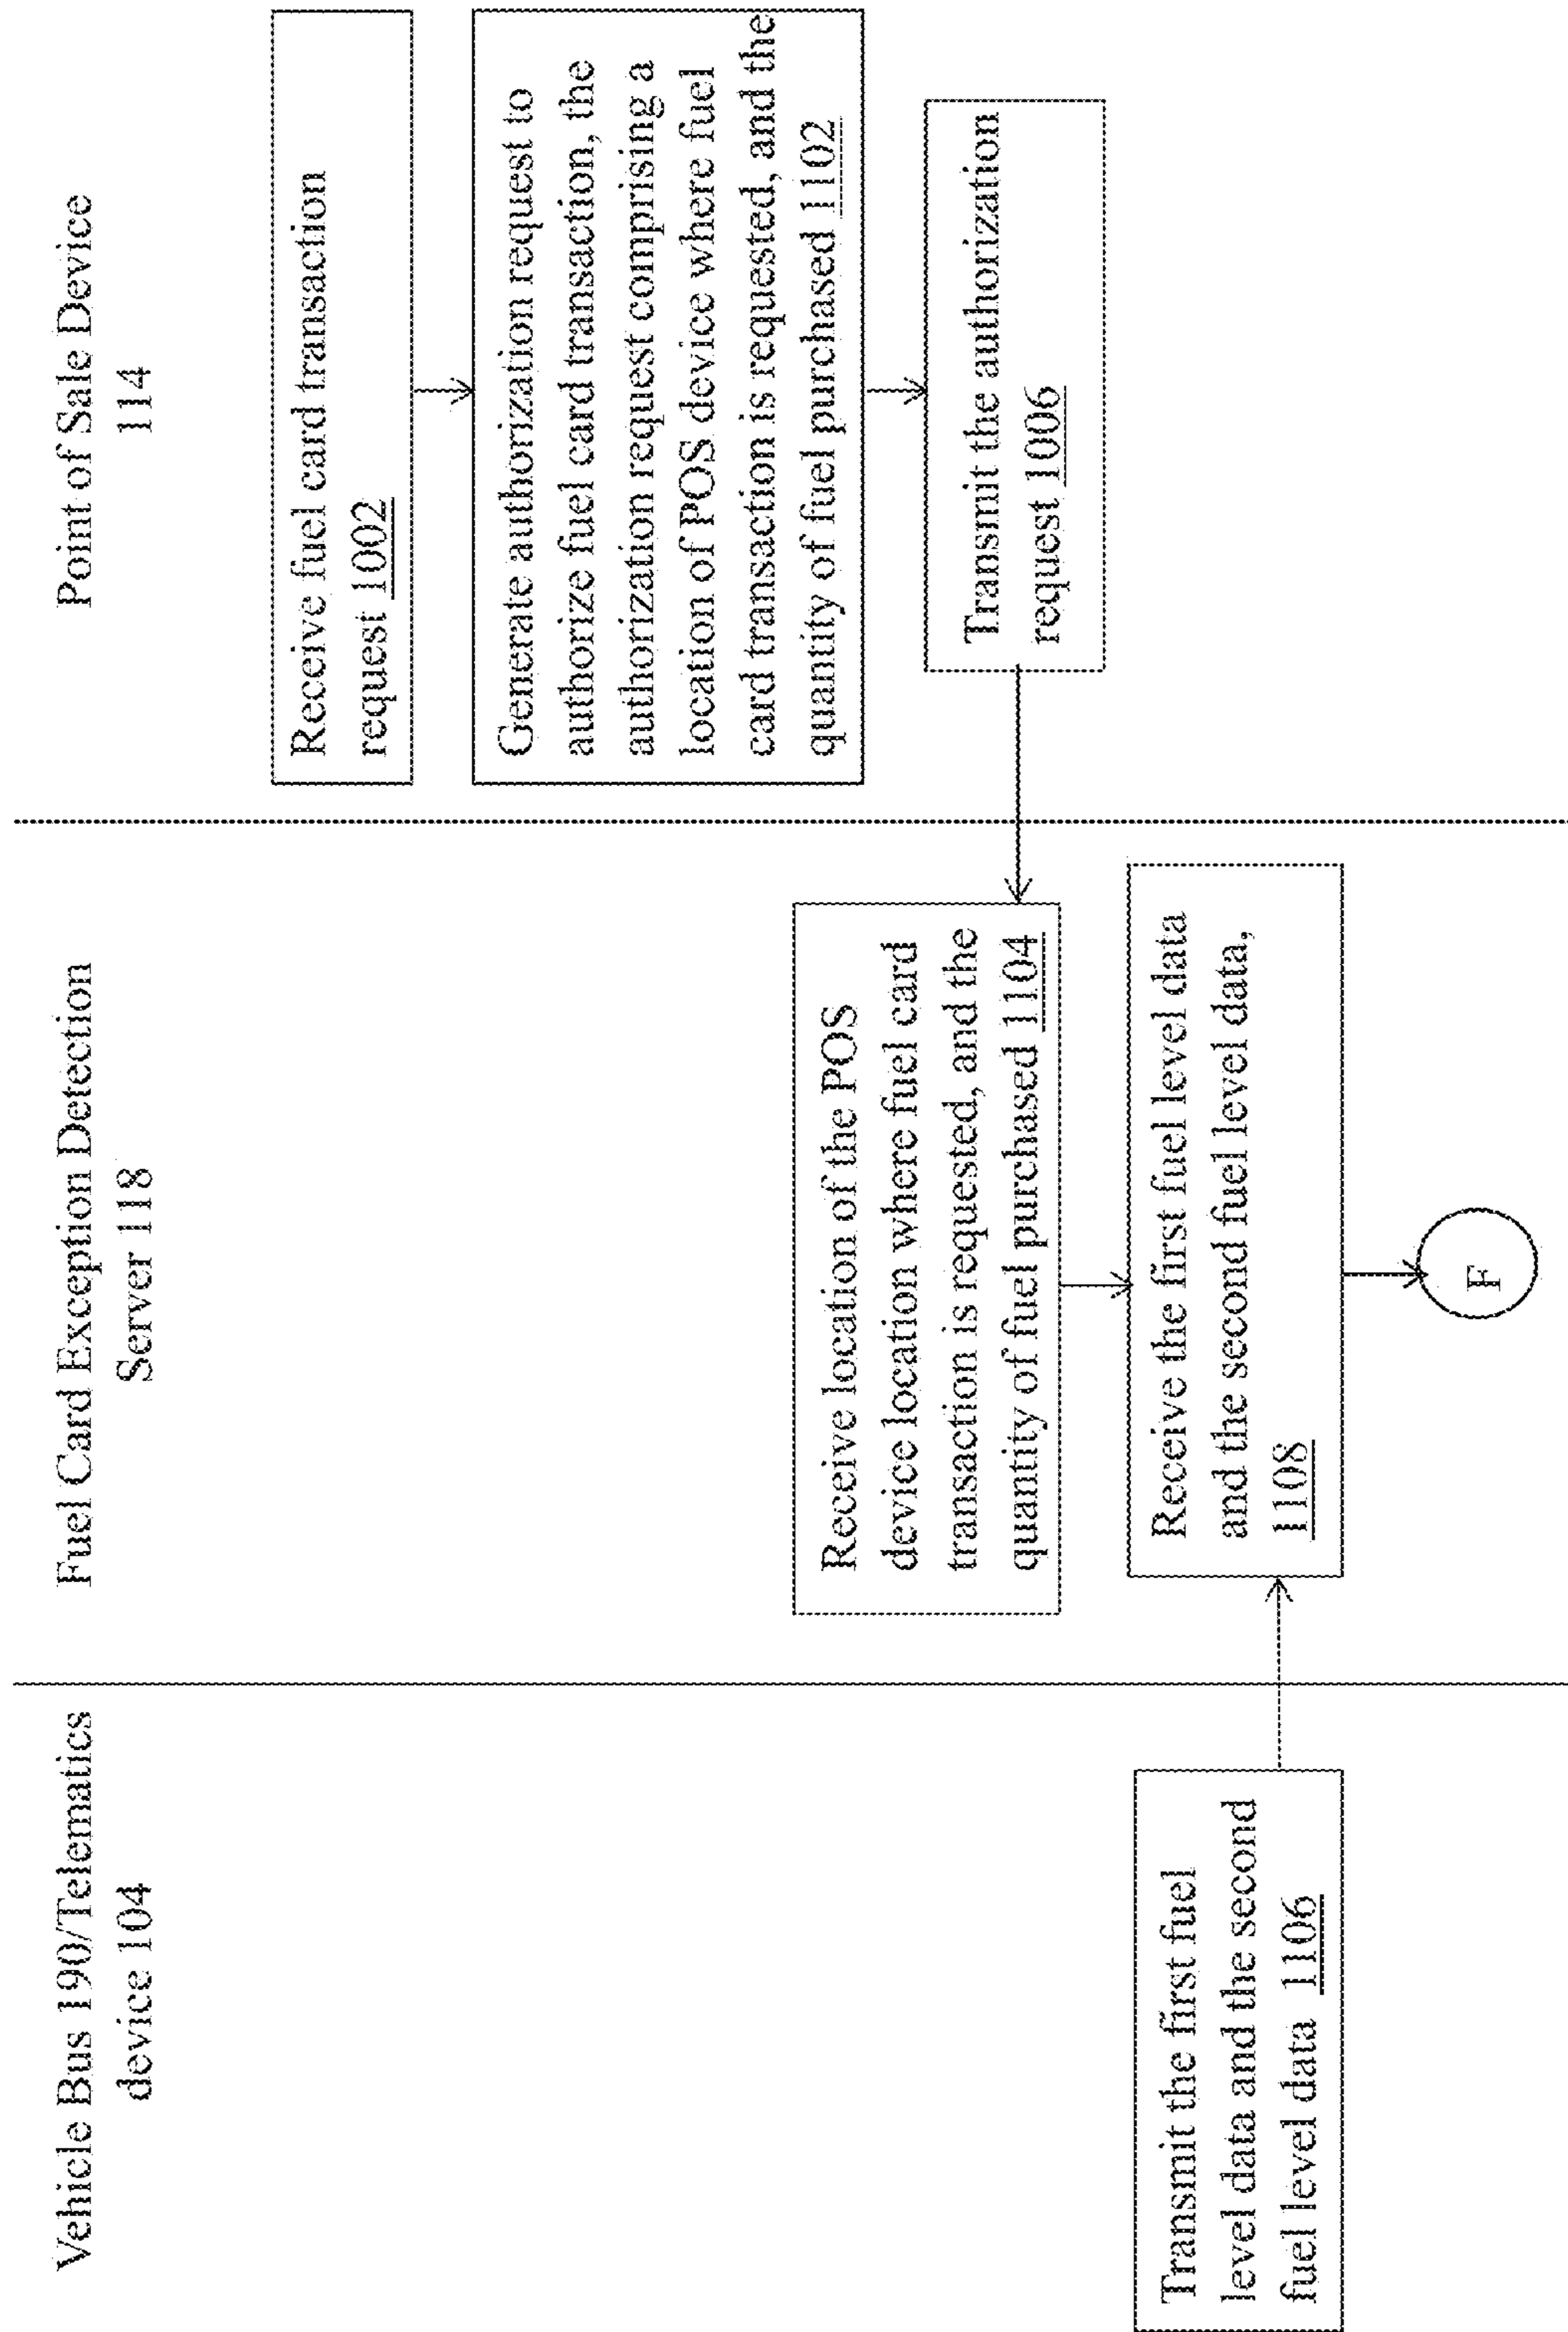 Vehicle Bus 190/Telematics
device 104
Transmit the first fuel
level data and the second
fuel level data 1106
Fuel Card Exception Detection
Server 118
Receive location of the POS
device location where fuel card
transaction is requested, and the
quantity of fuel purchased 1104
Receive the first fuel level data
and the second fuel level data,
1108
F
Point of Sale Device
114
Receive fuel card transaction
request 1002
Generate authorization request to
authorize fuel card transaction, the
authorization request comprising a
location of POS device where fuel
card transaction is requested, and the
quantity of fuel purchased 1102
Transmit the authorization
request 1006